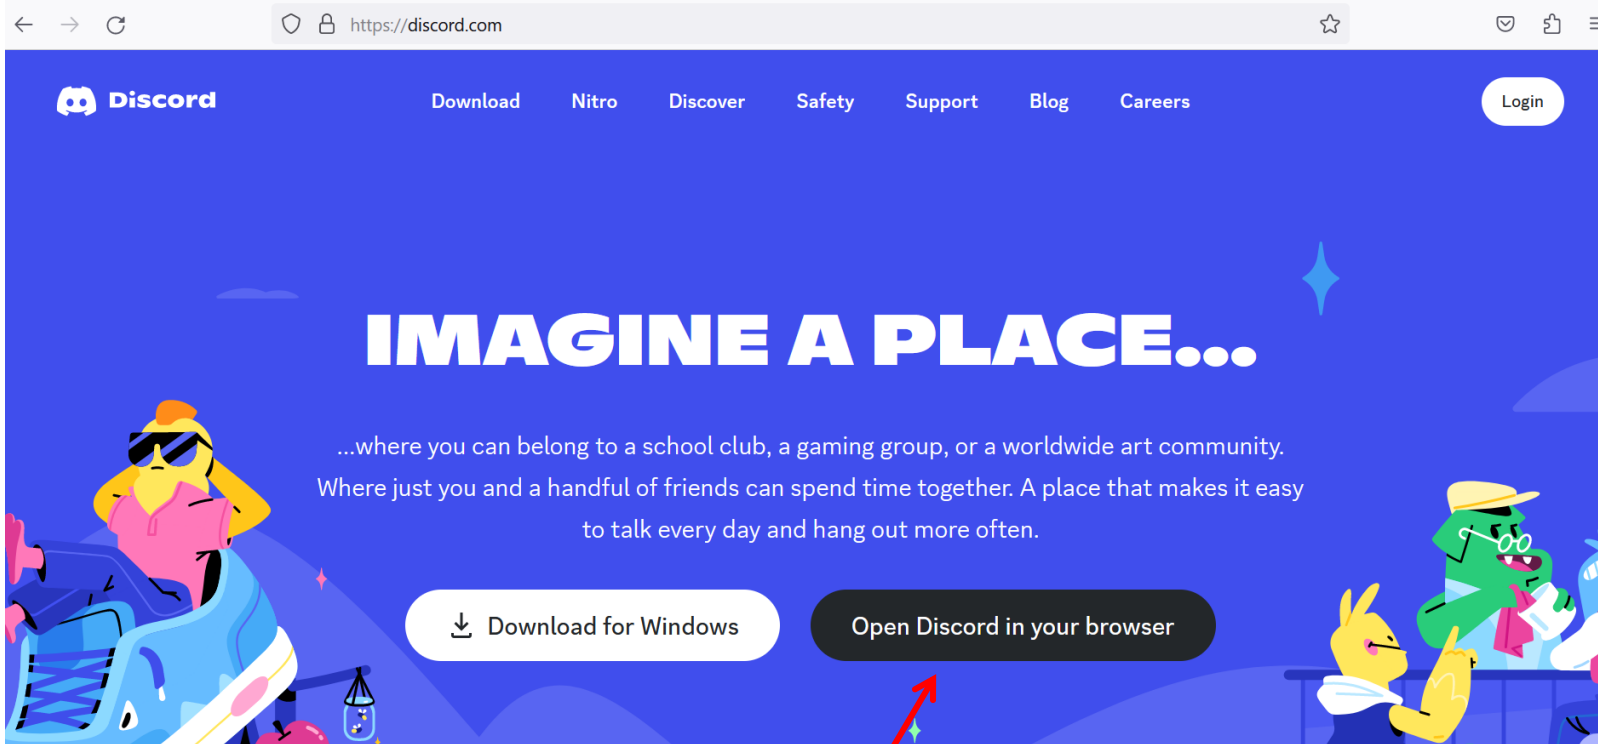 https://discord.com
Discord
Download
Nitro
Discover
Safety
Support
Blog
Careers
Login
IMAGINE A PLACE...
...where you can belong to a school club, a gaming group, or a worldwide art community.
Where just you and a handful of friends can spend time together. A place that makes it easy
to talk every day and hang out more often.
Download for Windows
Open Discord in your browser